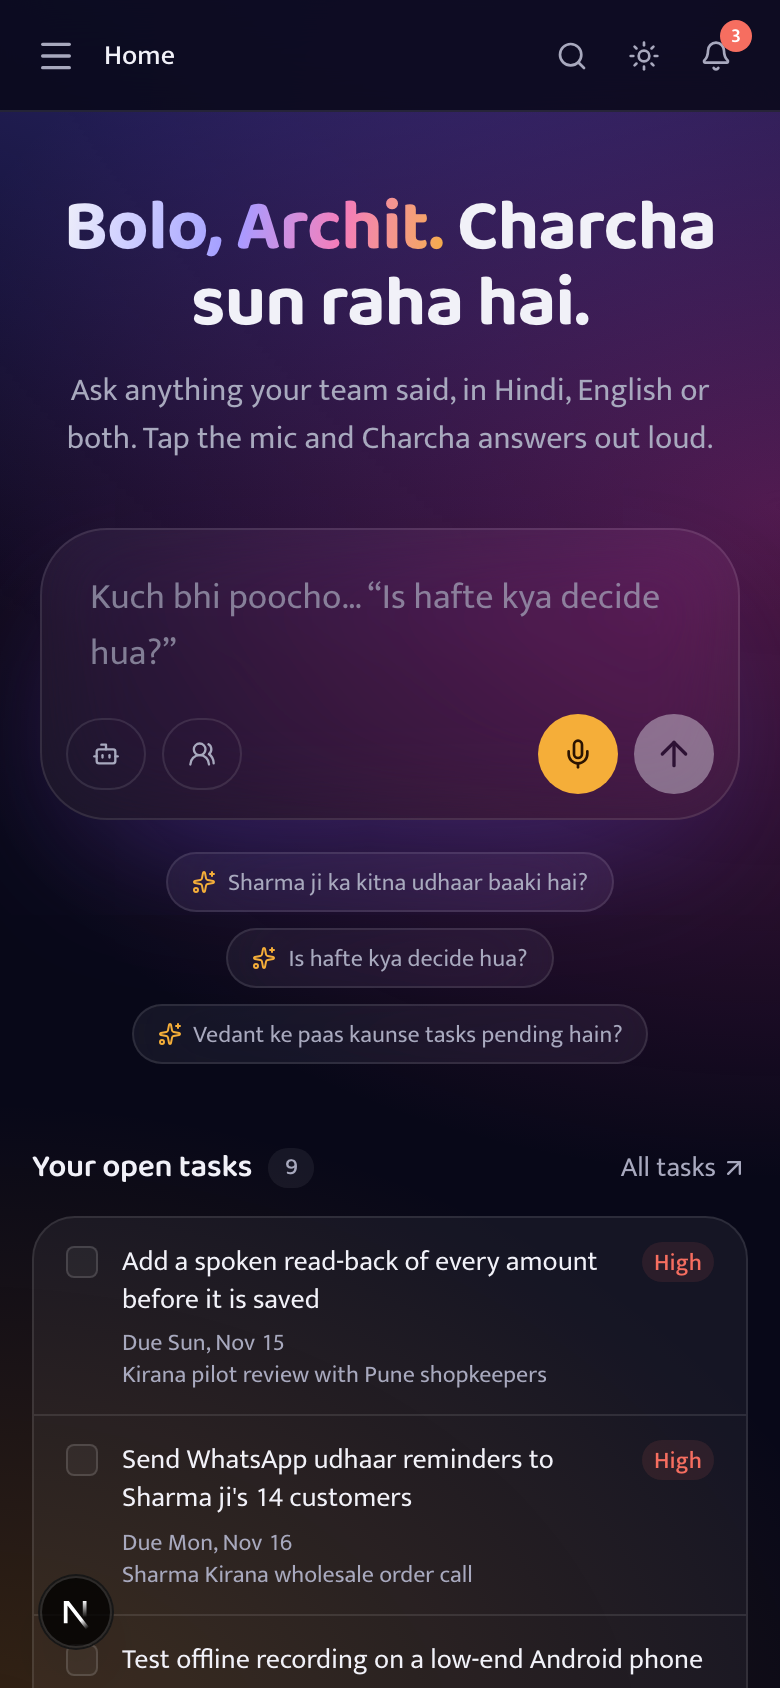 Home
3
Bolo, Archit. Charcha
sun raha hai.
Ask anything your team said, in Hindi, English or
both. Tap the mic and Charcha answers out loud.
Kuch bhi poocho... “Is hafte kya decide
hua?”
Sharma ji ka kitna udhaar baaki hai?
Is hafte kya decide hua?
Vedant ke paas kaunse tasks pending hain?
Your open tasks 9 All tasks
Add a spoken read-back of every amount High
before it is saved
Due Sun, Nov 15
Kirana pilot review with Pune shopkeepers
Send WhatsApp udhaar reminders to High
Sharma ji's 14 customers
Due Mon, Nov 16
Sharma Kirana wholesale order call
N
Test offline recording on a low-end Android phone